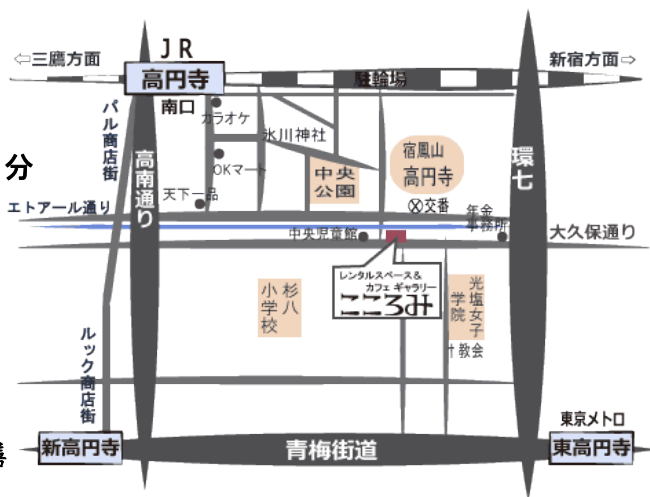 JR
⇦三鷹方面
高円寺
駐輪場
新宿方面⇨
南口
カラオケ
パル商店街
氷川神社
分
高南通り
OKマート
中央
公園
宿鳳山
高円寺
環七
天下一品
エトアール通り
交番
年金
事務所
中央児童館
大久保通り
レンタルスペース&
カフェ ギャラリー
こころみ
杉八
小学校
光塩女子
学院
教会
ルック商店街
東京メトロ
新高円寺
青梅街道
東高円寺